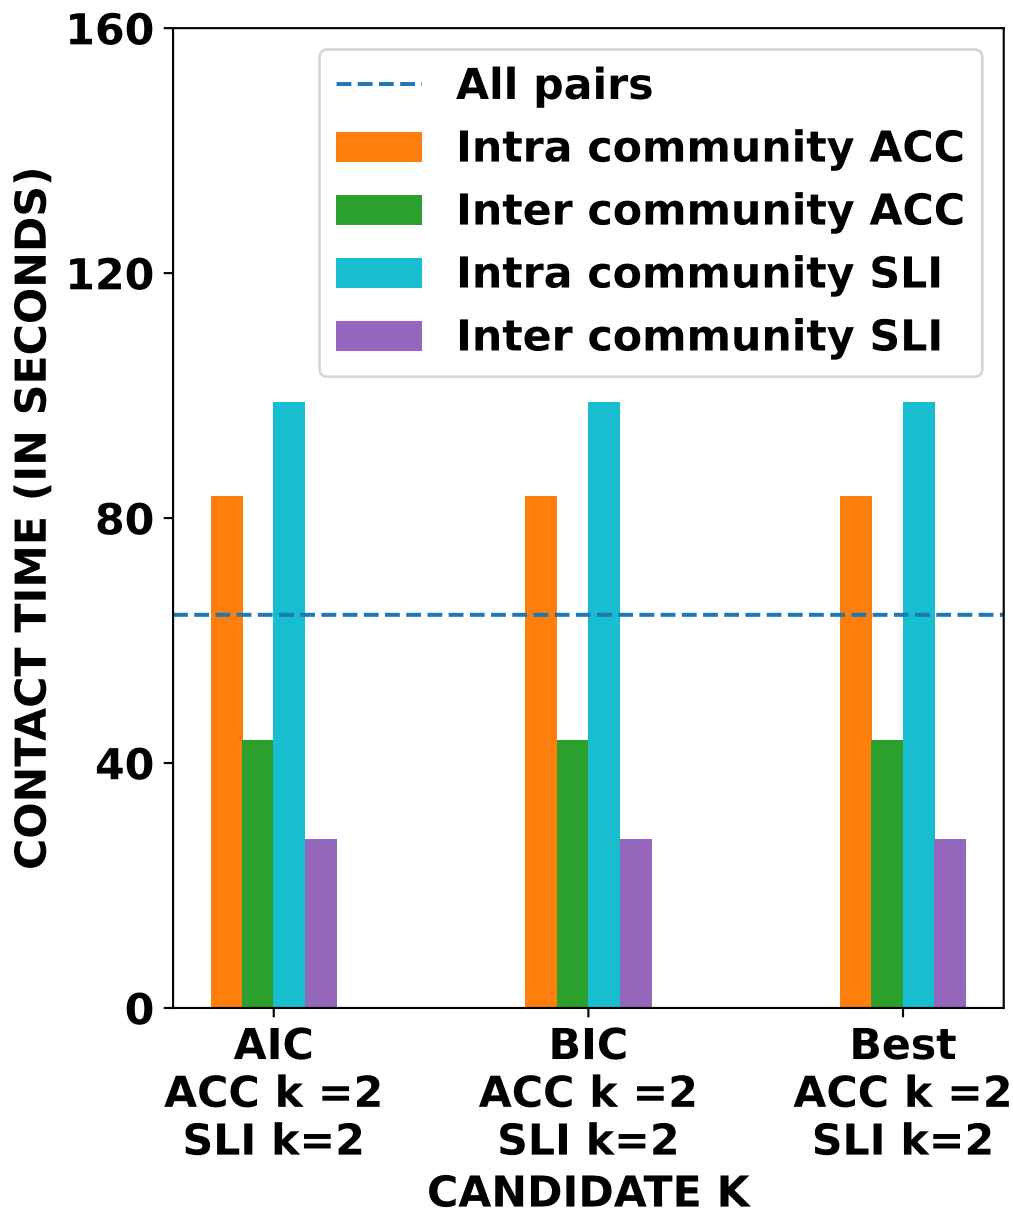 160
120
80
40
0
CONTACT TIME (IN SECONDS)
All pairs
Intra community ACC
Inter community ACC
Intra community SLI
Inter community SLI
AIC
ACC k =2
SLI k=2
BIC
ACC k =2
SLI k=2
Best
ACC k =2
SLI k=2
CANDIDATE K